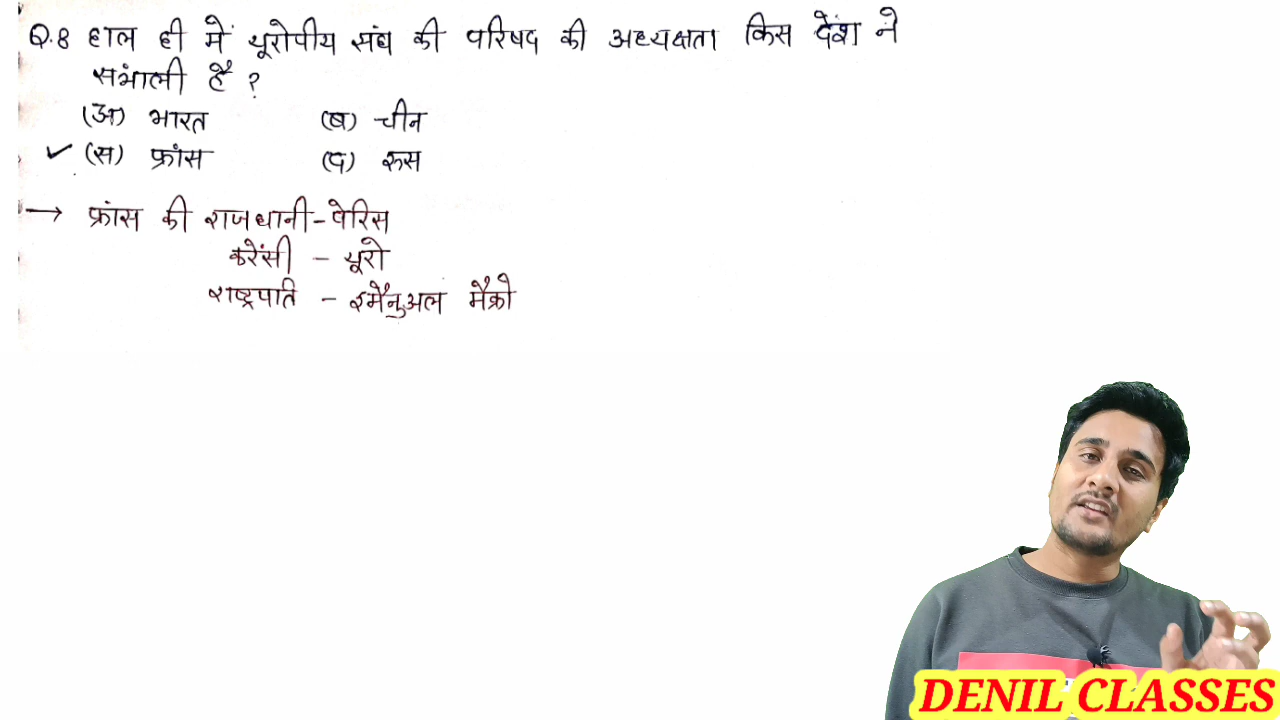 Q.8 हाल ही में यूरोपीय संघ की परिषद की अध्यक्षता किस देश ने
संभाली है ?
(अ) भारत (ब) चीन
✓ (स) फ्रांस (द) रूस
→ फ्रांस की राजधानी - पेरिस
करेंसी - यूरो
राष्ट्रपति - इमैनुअल मैक्रो
DENIL CLASSES